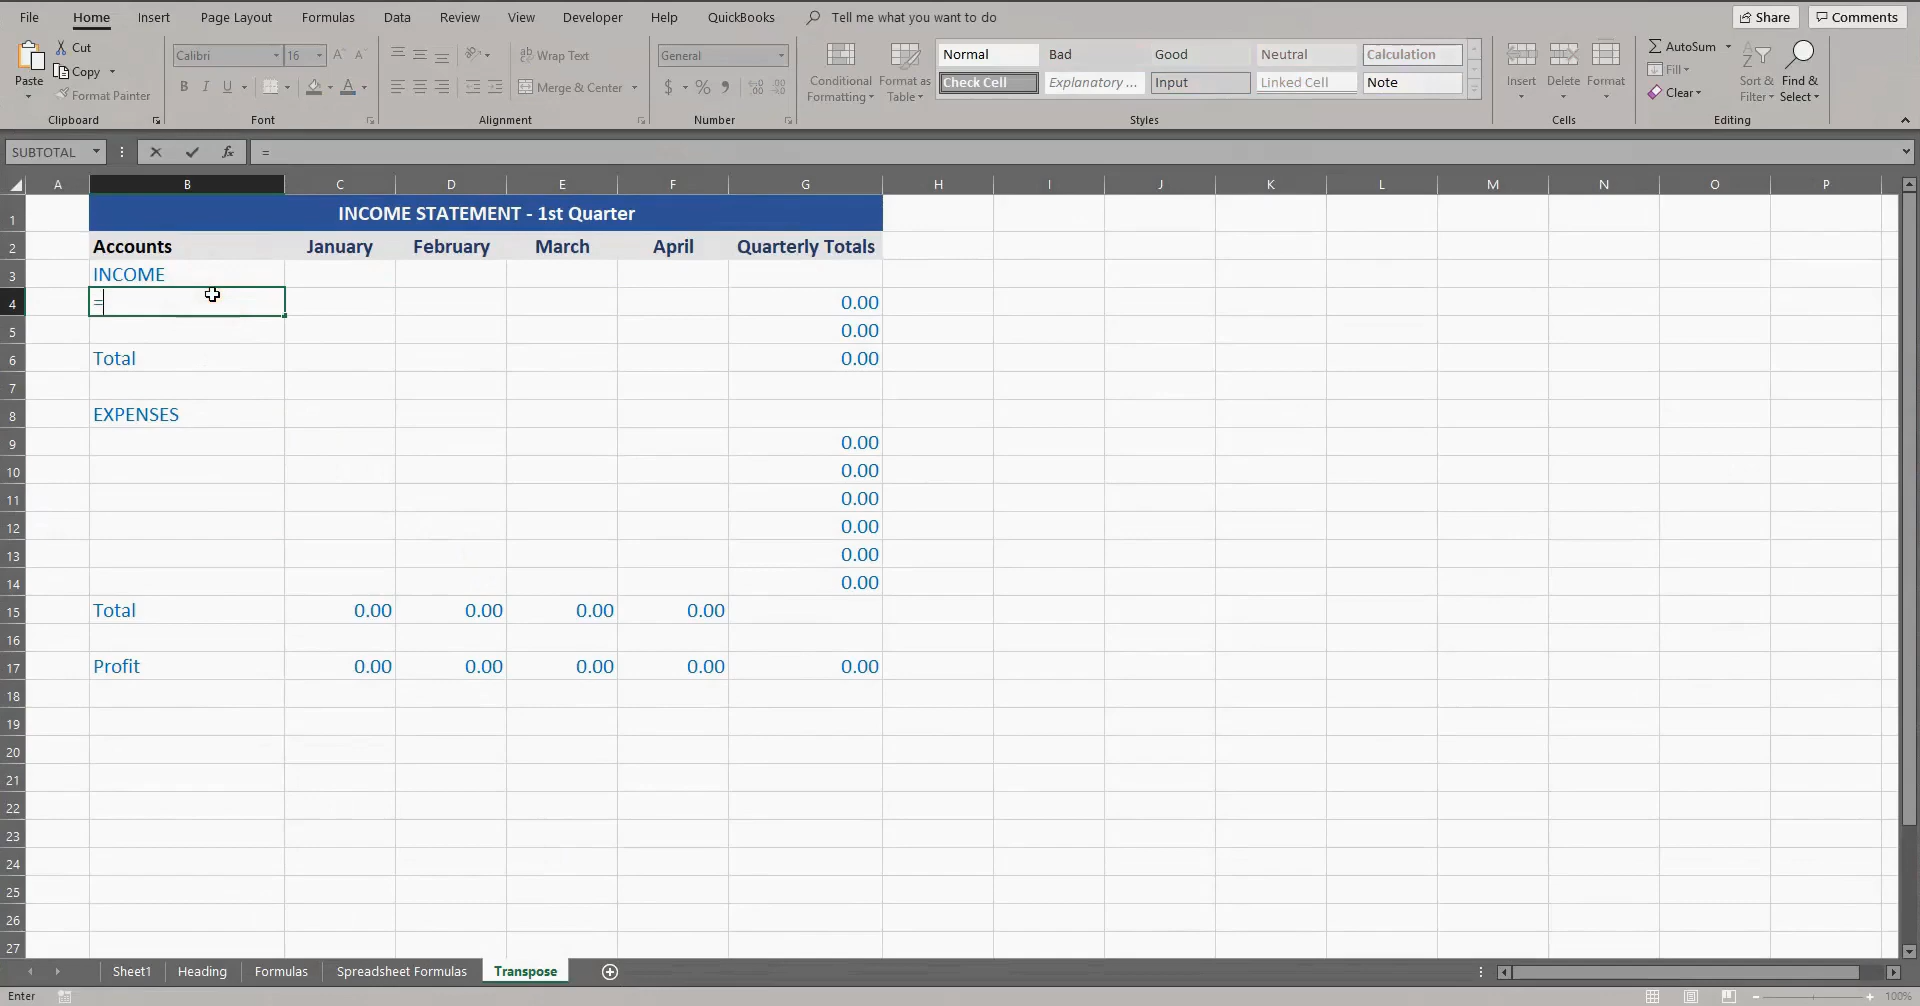 File Home Insert Page Layout Formulas Data Review View Developer Help QuickBooks Tell me what you want to do Share Comments
Paste Cut Copy Format Painter Clipboard
Calibri 16 A A B I U A Font
Wrap Text Merge & Center Alignment
General $ % Number
Conditional Formatting Format as Table
Normal Bad Good Neutral Calculation
Check Cell Explanatory ... Input Linked Cell Note
Styles
Insert Delete Format Cells
AutoSum Fill Clear Sort & Filter Find & Select Editing
SUBTOTAL fx =
A B C D E F G H I J K L M N O P
1 INCOME STATEMENT - 1st Quarter
2 Accounts January February March April Quarterly Totals
3 INCOME
4 = 0.00
5 0.00
6 Total 0.00
7
8 EXPENSES
9 0.00
10 0.00
11 0.00
12 0.00
13 0.00
14 0.00
15 Total 0.00 0.00 0.00 0.00
16
17 Profit 0.00 0.00 0.00 0.00 0.00
18
19
20
21
22
23
24
25
26
27
Sheet1 Heading Formulas Spreadsheet Formulas Transpose
Enter 100%